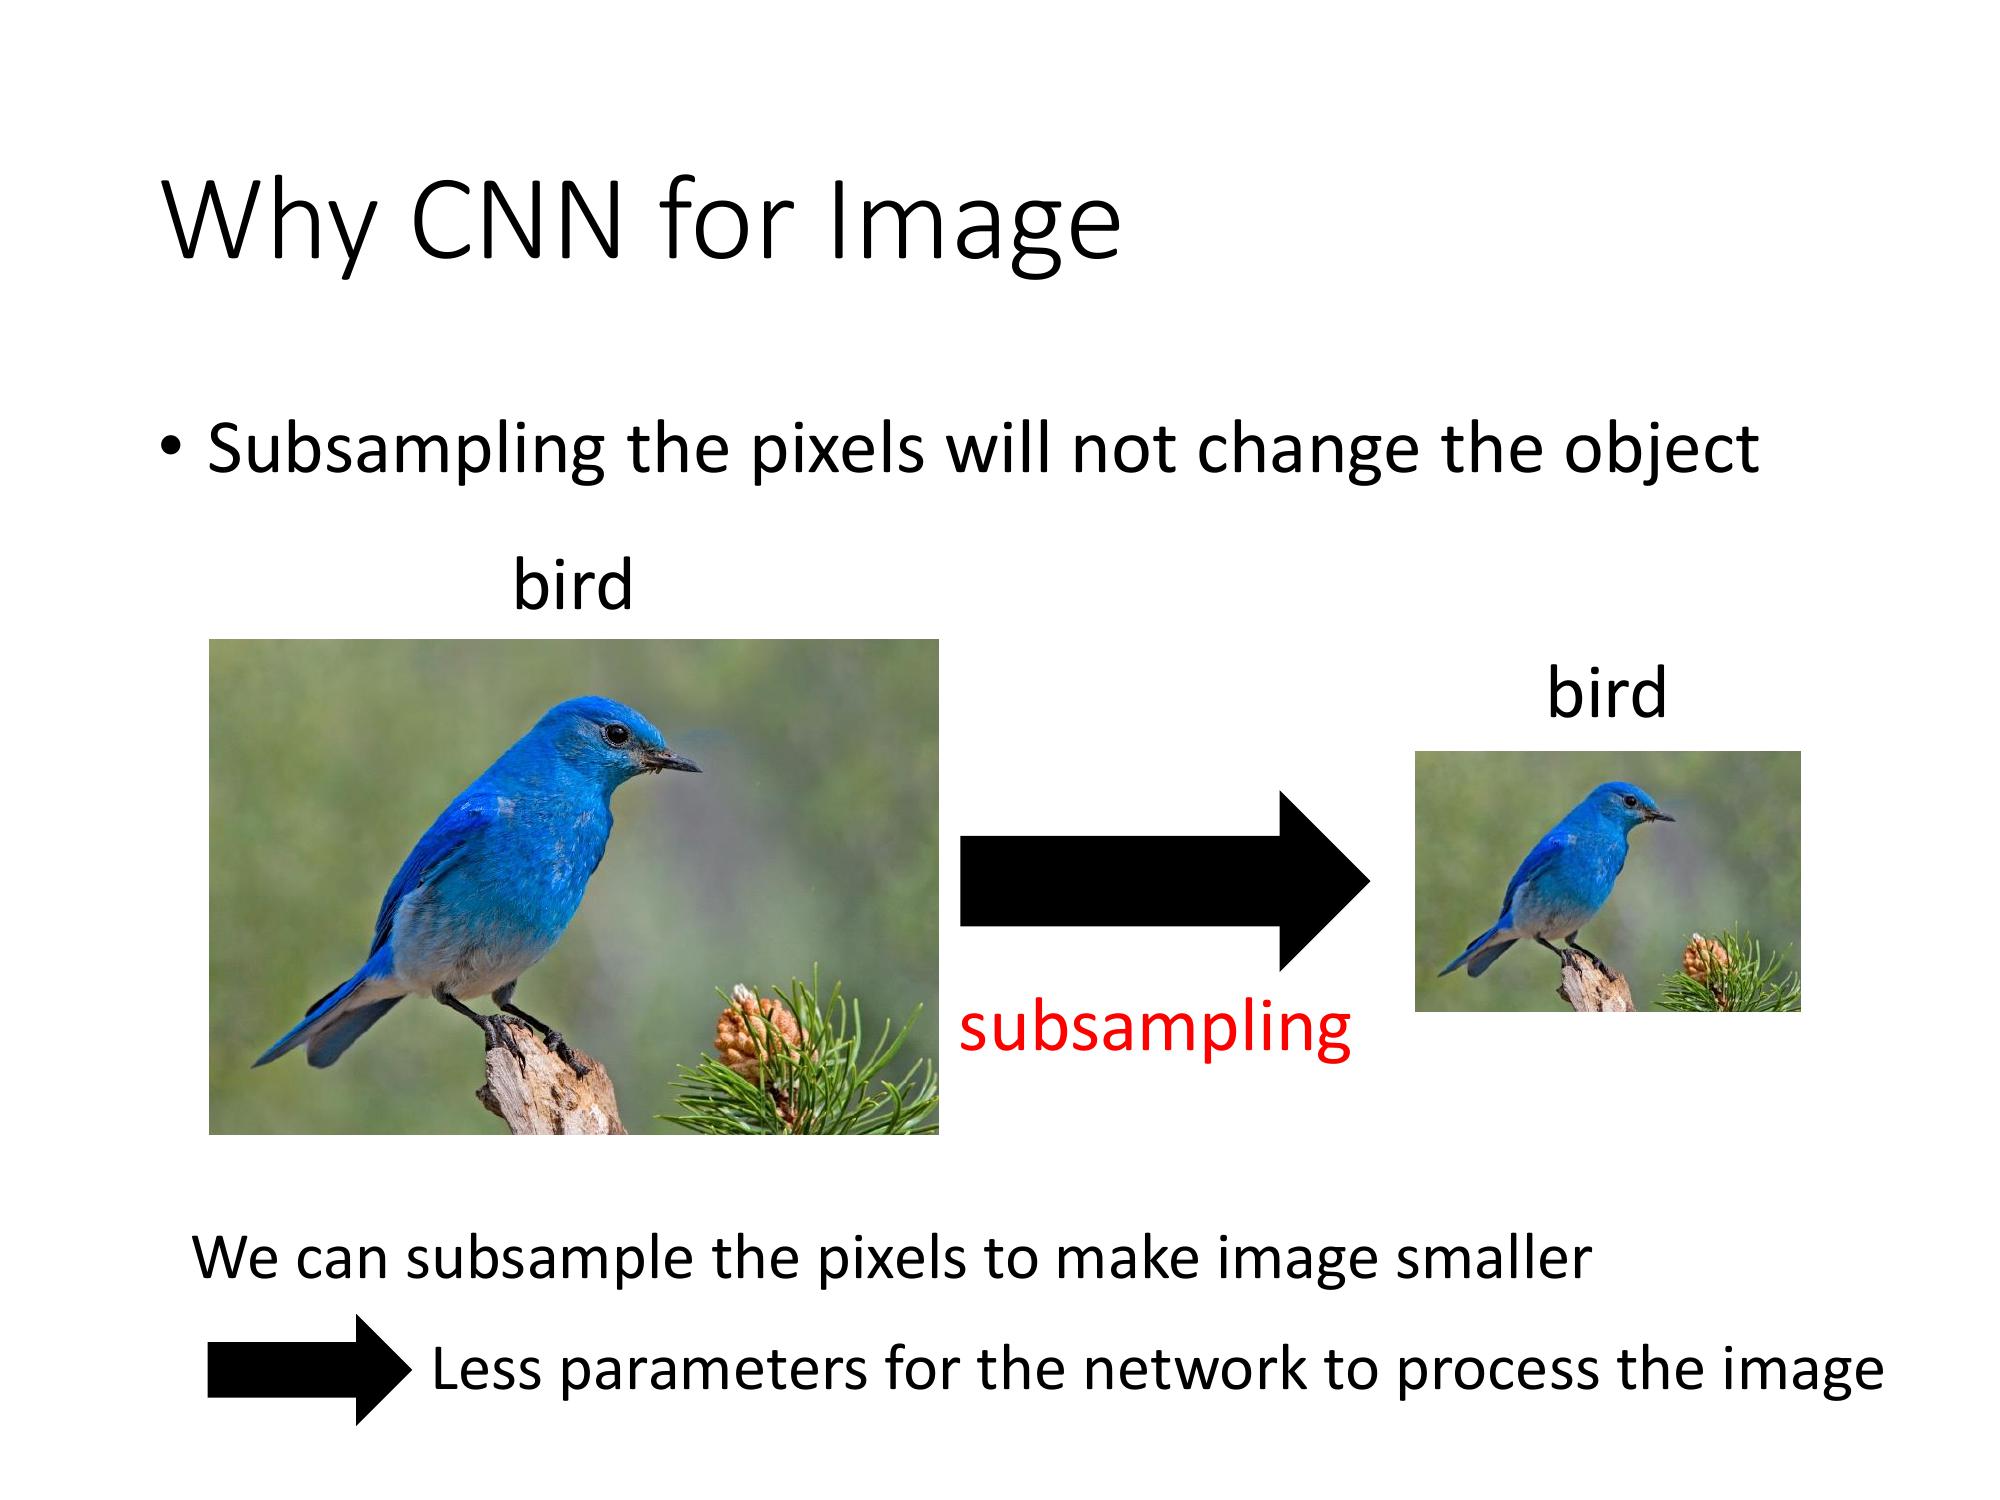 Why CNN for Image
• Subsampling the pixels will not change the object
bird
bird
subsampling
We can subsample the pixels to make image smaller
Less parameters for the network to process the image